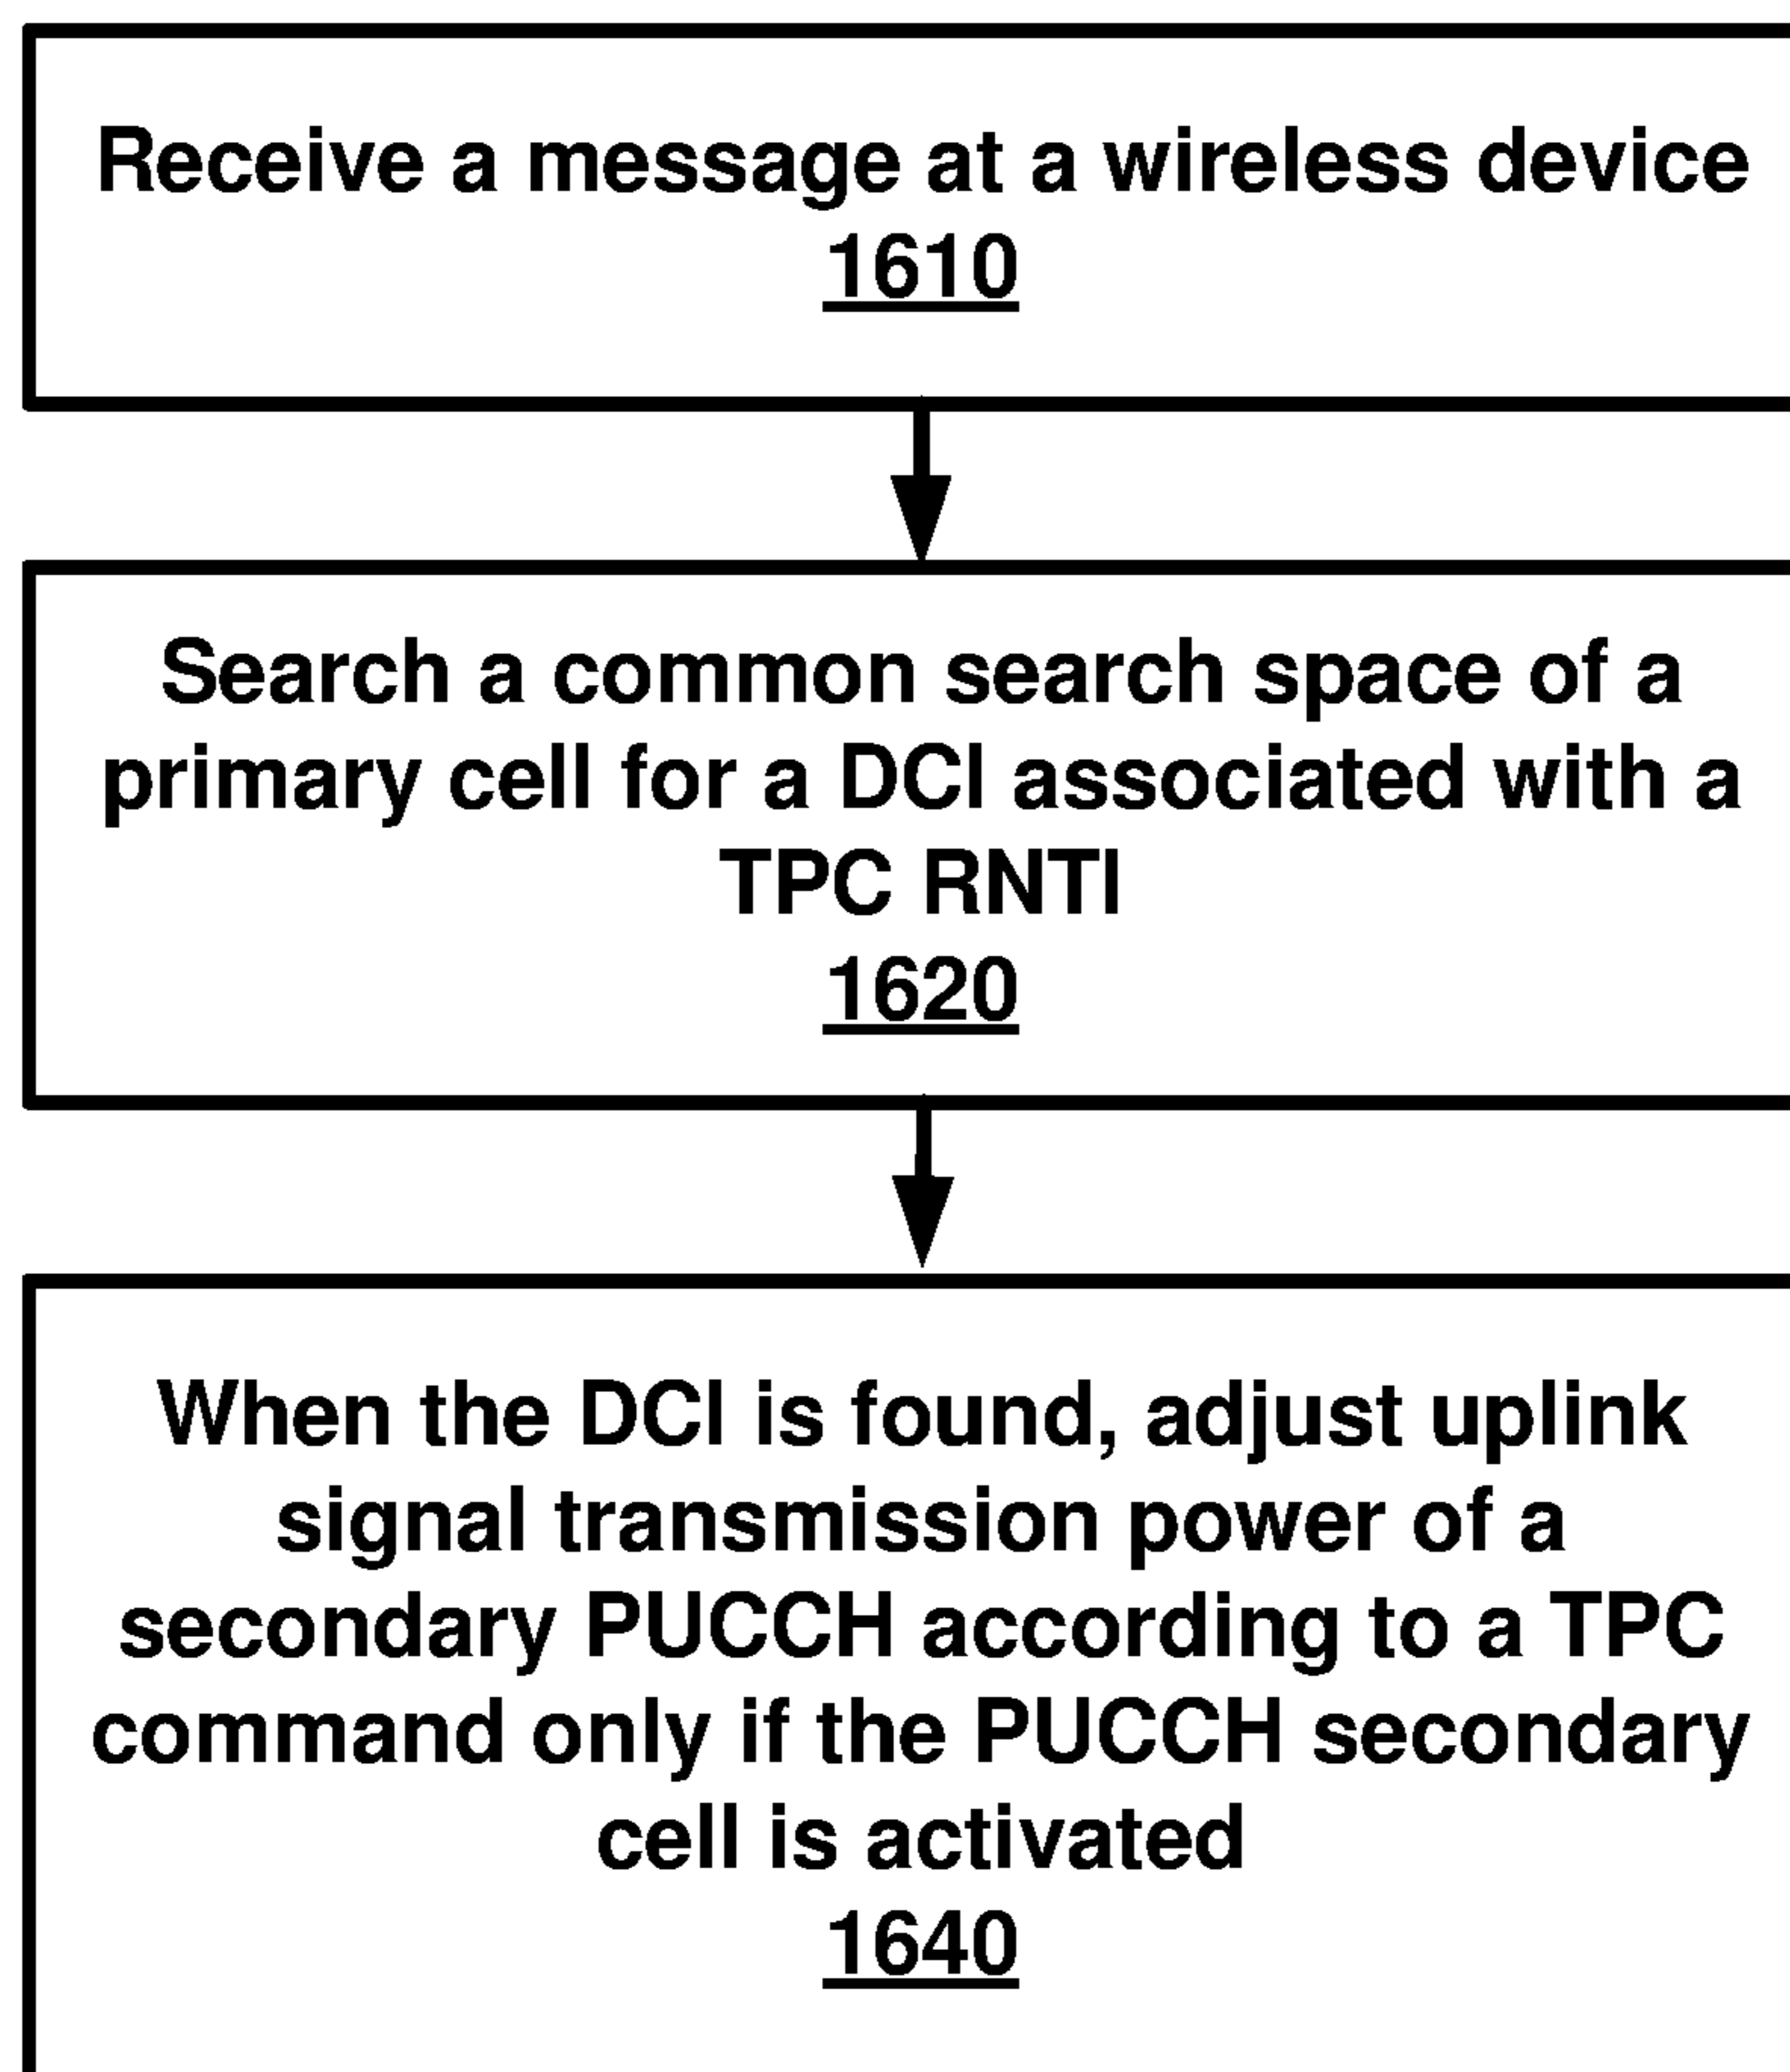 Receive a message at a wireless device
1610
Search a common search space of a
primary cell for a DCI associated with a
TPC RNTI
1620
When the DCI is found, adjust uplink
signal transmission power of a
secondary PUCCH according to a TPC
command only if the PUCCH secondary
cell is activated
1640